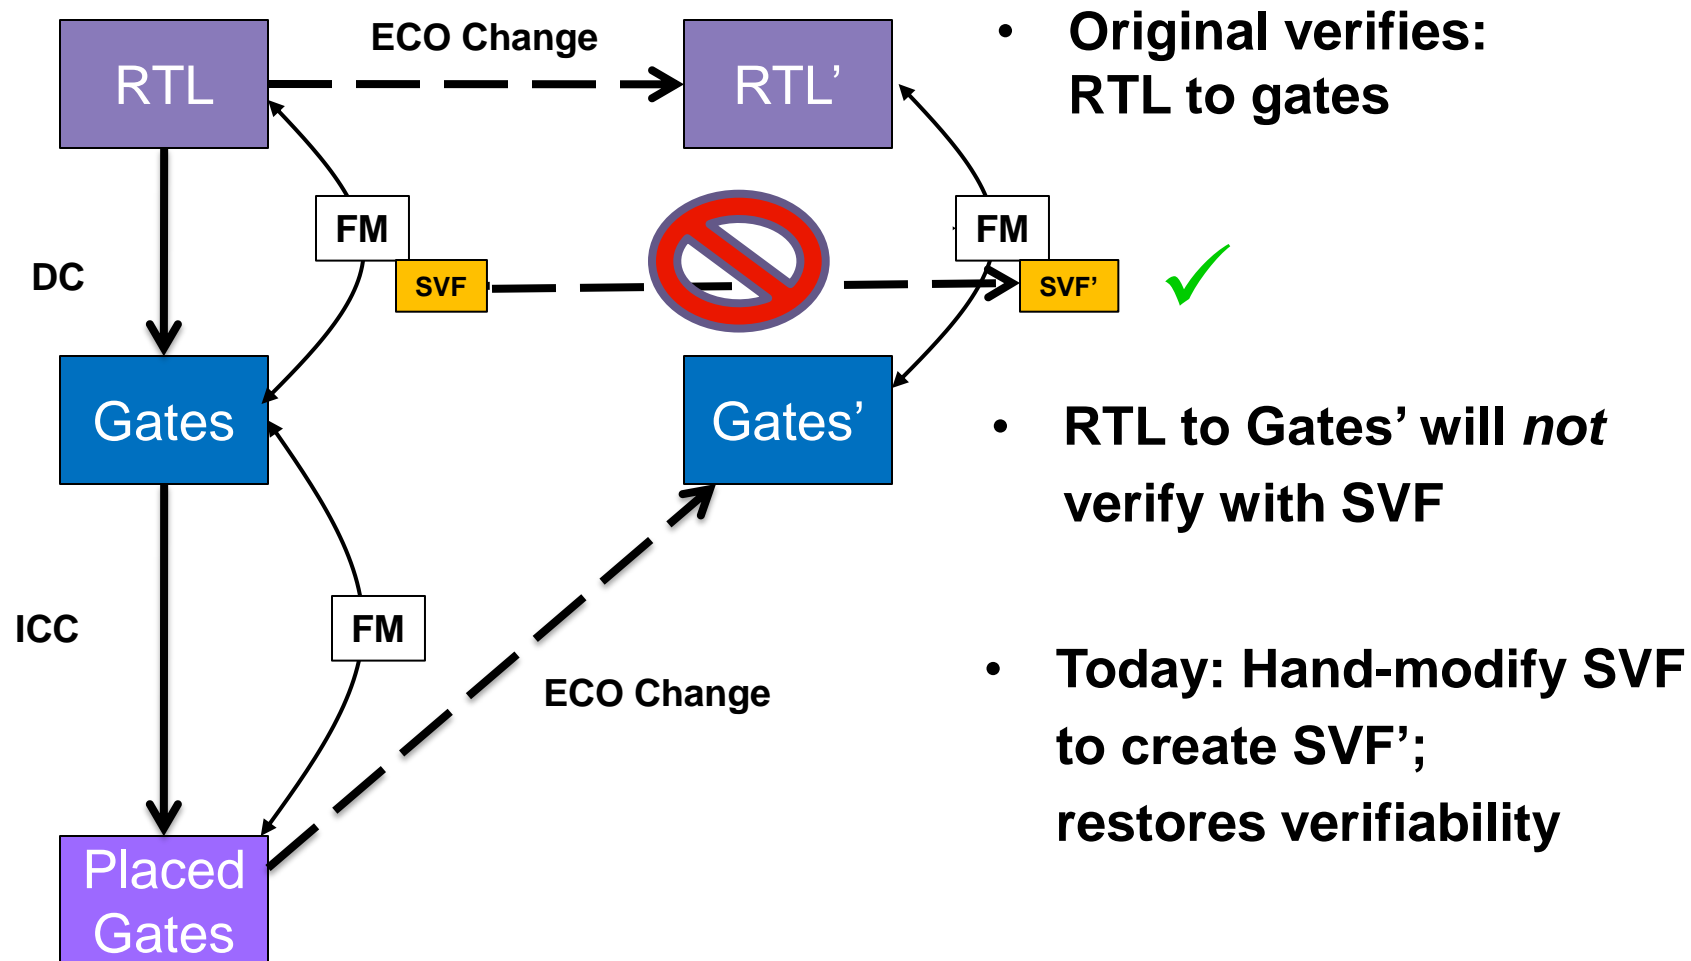 ECO Change
RTL
RTL’
• Original verifies:
RTL to gates
FM
FM
DC
SVF
SVF’
Gates
Gates’
• RTL to Gates’ will not
verify with SVF
ICC
FM
ECO Change
• Today: Hand-modify SVF
to create SVF’;
restores verifiability
Placed
Gates